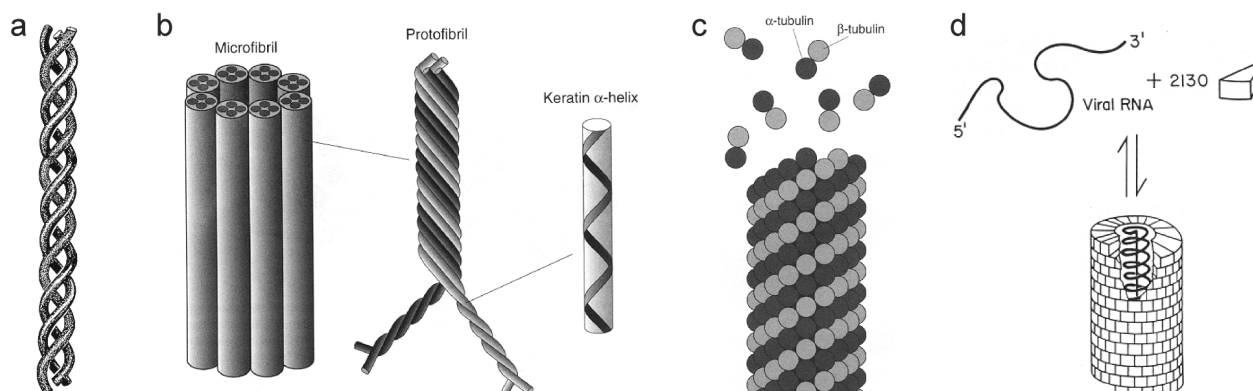 a
b
Microfibril
Protofibril
Keratin α-helix
c
α-tubulin
β-tubulin
d
3'
+ 2130
Viral RNA
5'